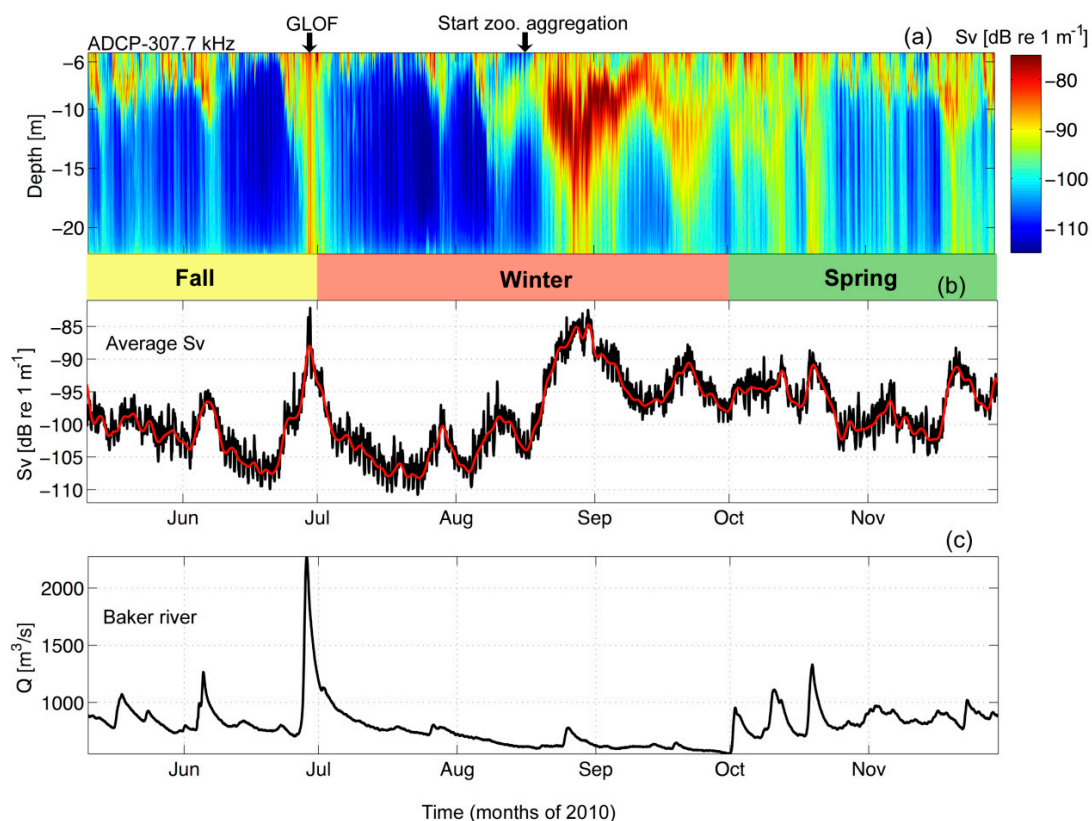 GLOF
Start zoo. aggregation
ADCP-307.7 kHz
(a)
Sv [dB re 1 m⁻¹]
Depth [m]
−6
−10
−15
−20
−80
−90
−100
−110
Fall
Winter
Spring
(b)
Average Sv
Sv [dB re 1 m⁻¹]
−85
−90
−95
−100
−105
−110
Jun Jul Aug Sep Oct Nov
(c)
Baker river
Q [m³/s]
2000
1500
1000
Jun Jul Aug Sep Oct Nov
Time (months of 2010)